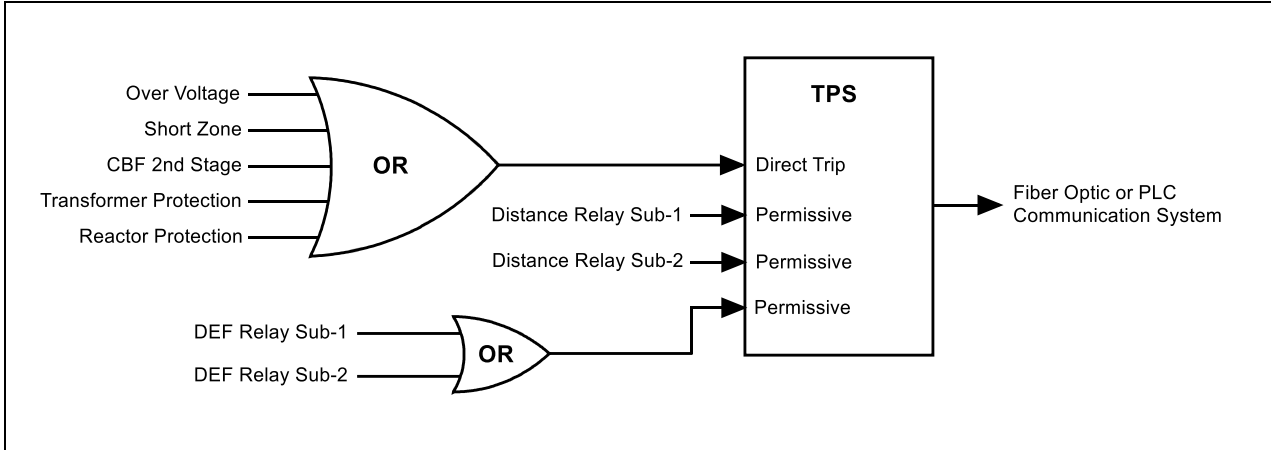 Over Voltage
Short Zone
CBF 2nd Stage
Transformer Protection
Reactor Protection
OR
TPS
Direct Trip
Distance Relay Sub-1
Permissive
Distance Relay Sub-2
Permissive
Permissive
DEF Relay Sub-1
DEF Relay Sub-2
OR
Fiber Optic or PLC
Communication System